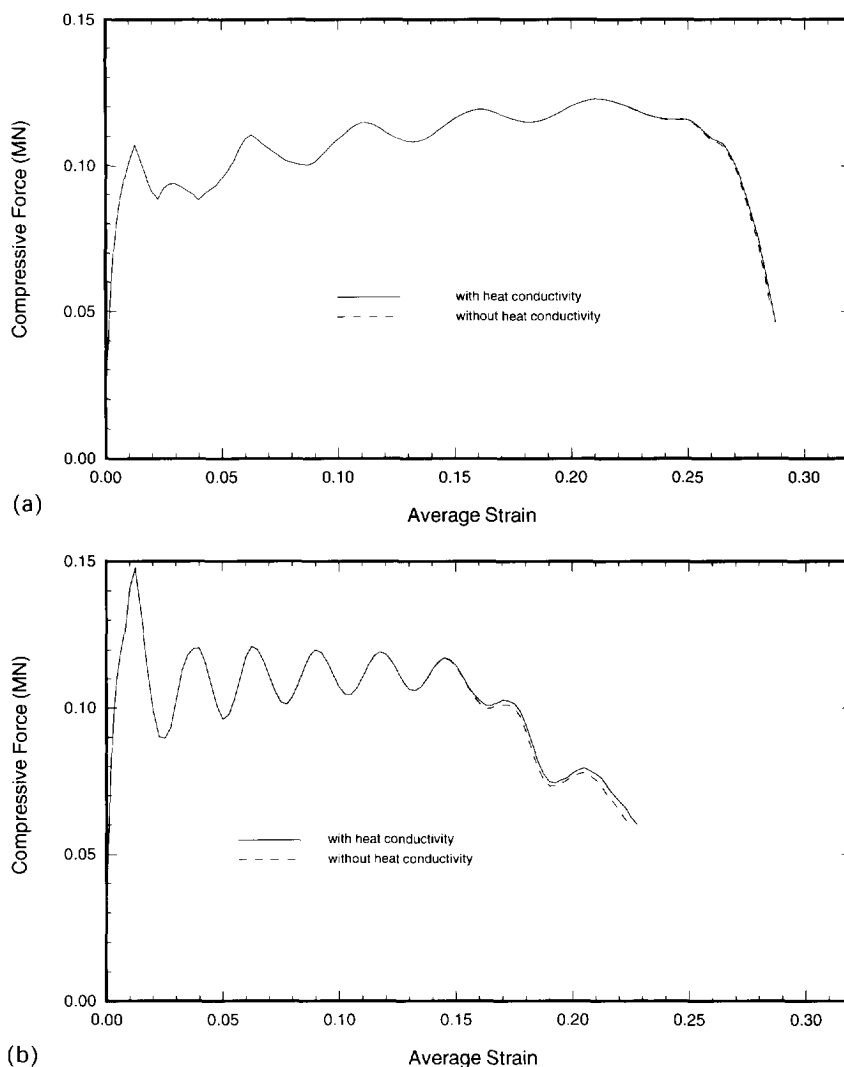 0.15
0.10
0.05
0.00
Compressive Force (MN)
with heat conductivity
without heat conductivity
0.00 0.05 0.10 0.15 0.20 0.25 0.30
Average Strain
(a)
0.15
0.10
0.05
0.00
Compressive Force (MN)
with heat conductivity
without heat conductivity
0.00 0.05 0.10 0.15 0.20 0.25 0.30
Average Strain
(b)